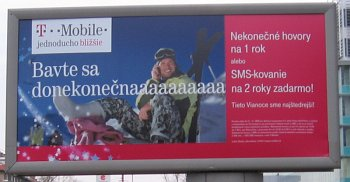 T··Mobile·
jednoducho bližšie
Bavte sa
donekonečnaaaaaaaaaa
Nekonečné hovory
na 1 rok
alebo
SMS-kovanie
na 2 roky zadarmo!
Tieto Vianoce sme najštedrejší!